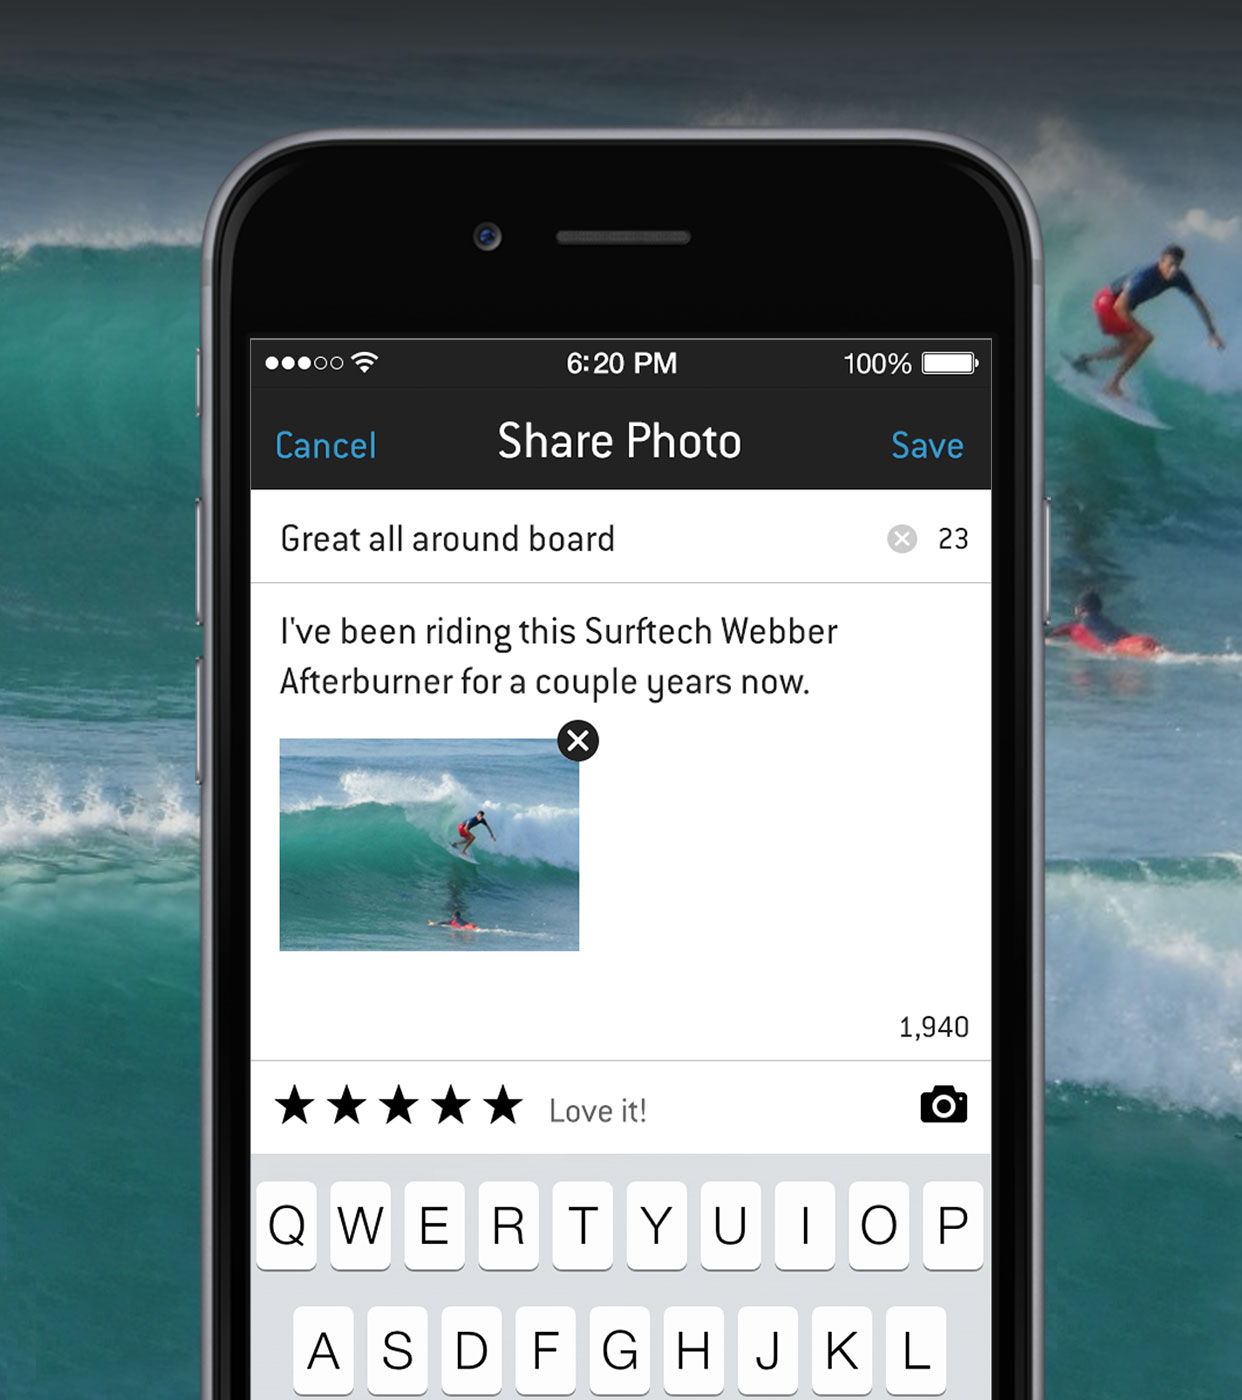 6:20 PM 100%
Cancel Share Photo Save
Great all around board 23
I've been riding this Surftech Webber
Afterburner for a couple years now.
1,940
Love it!
Q W E R T Y U I O P
A S D F G H J K L